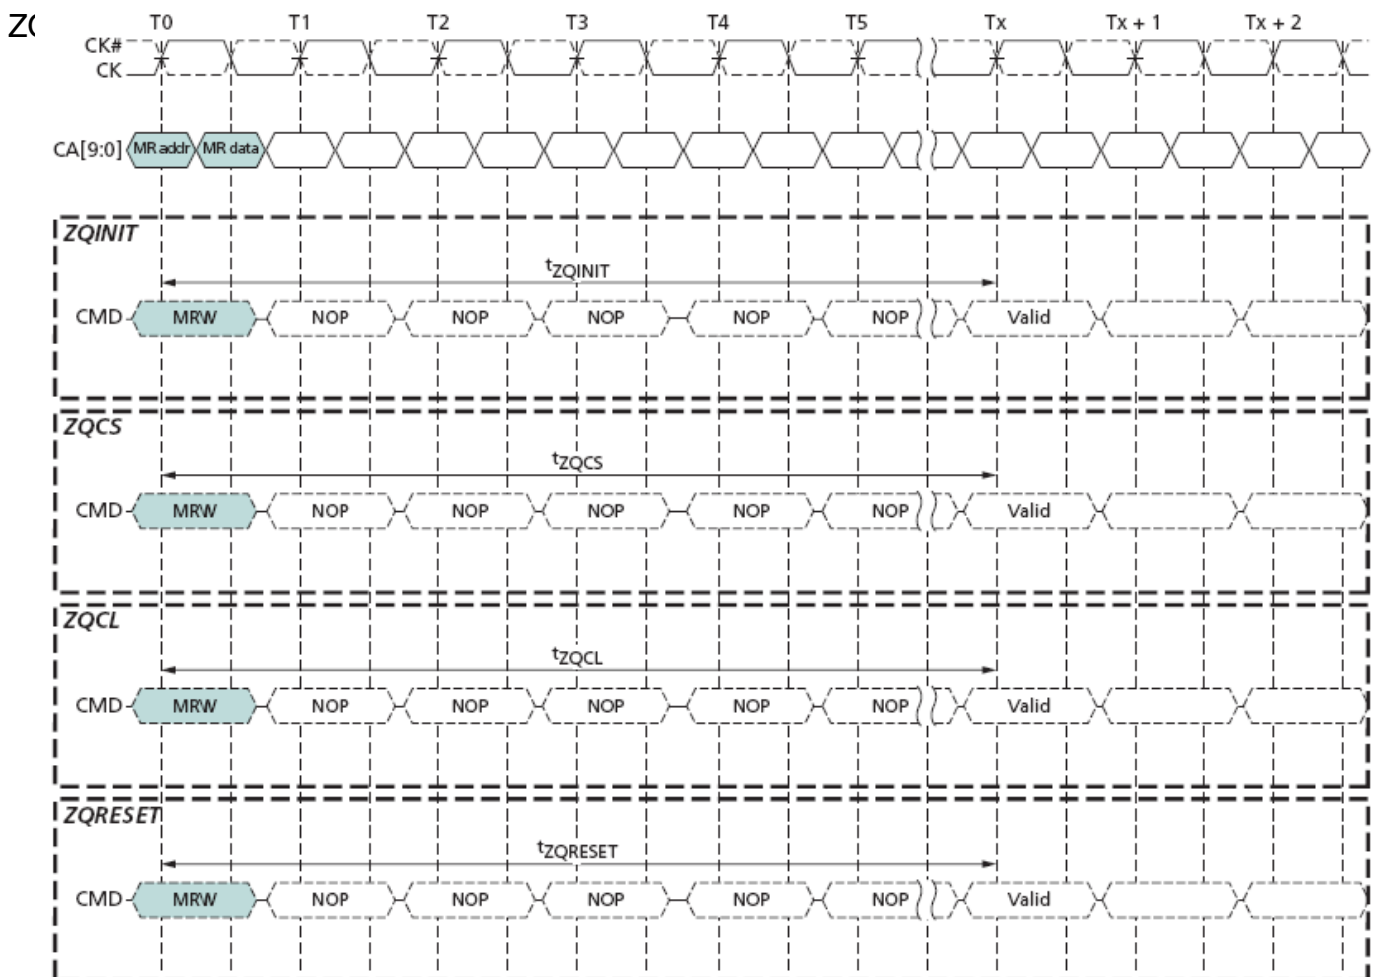 T0 T1 T2 T3 T4 T5 Tx Tx + 1 Tx + 2
CK#
CK
CA[9:0] MR addr MR data
ZQINIT
tZQINIT
CMD MRW NOP NOP NOP NOP NOP Valid
ZQCS
tZQCS
CMD MRW NOP NOP NOP NOP NOP Valid
ZQCL
tZQCL
CMD MRW NOP NOP NOP NOP NOP Valid
ZQRESET
tZQRESET
CMD MRW NOP NOP NOP NOP NOP Valid